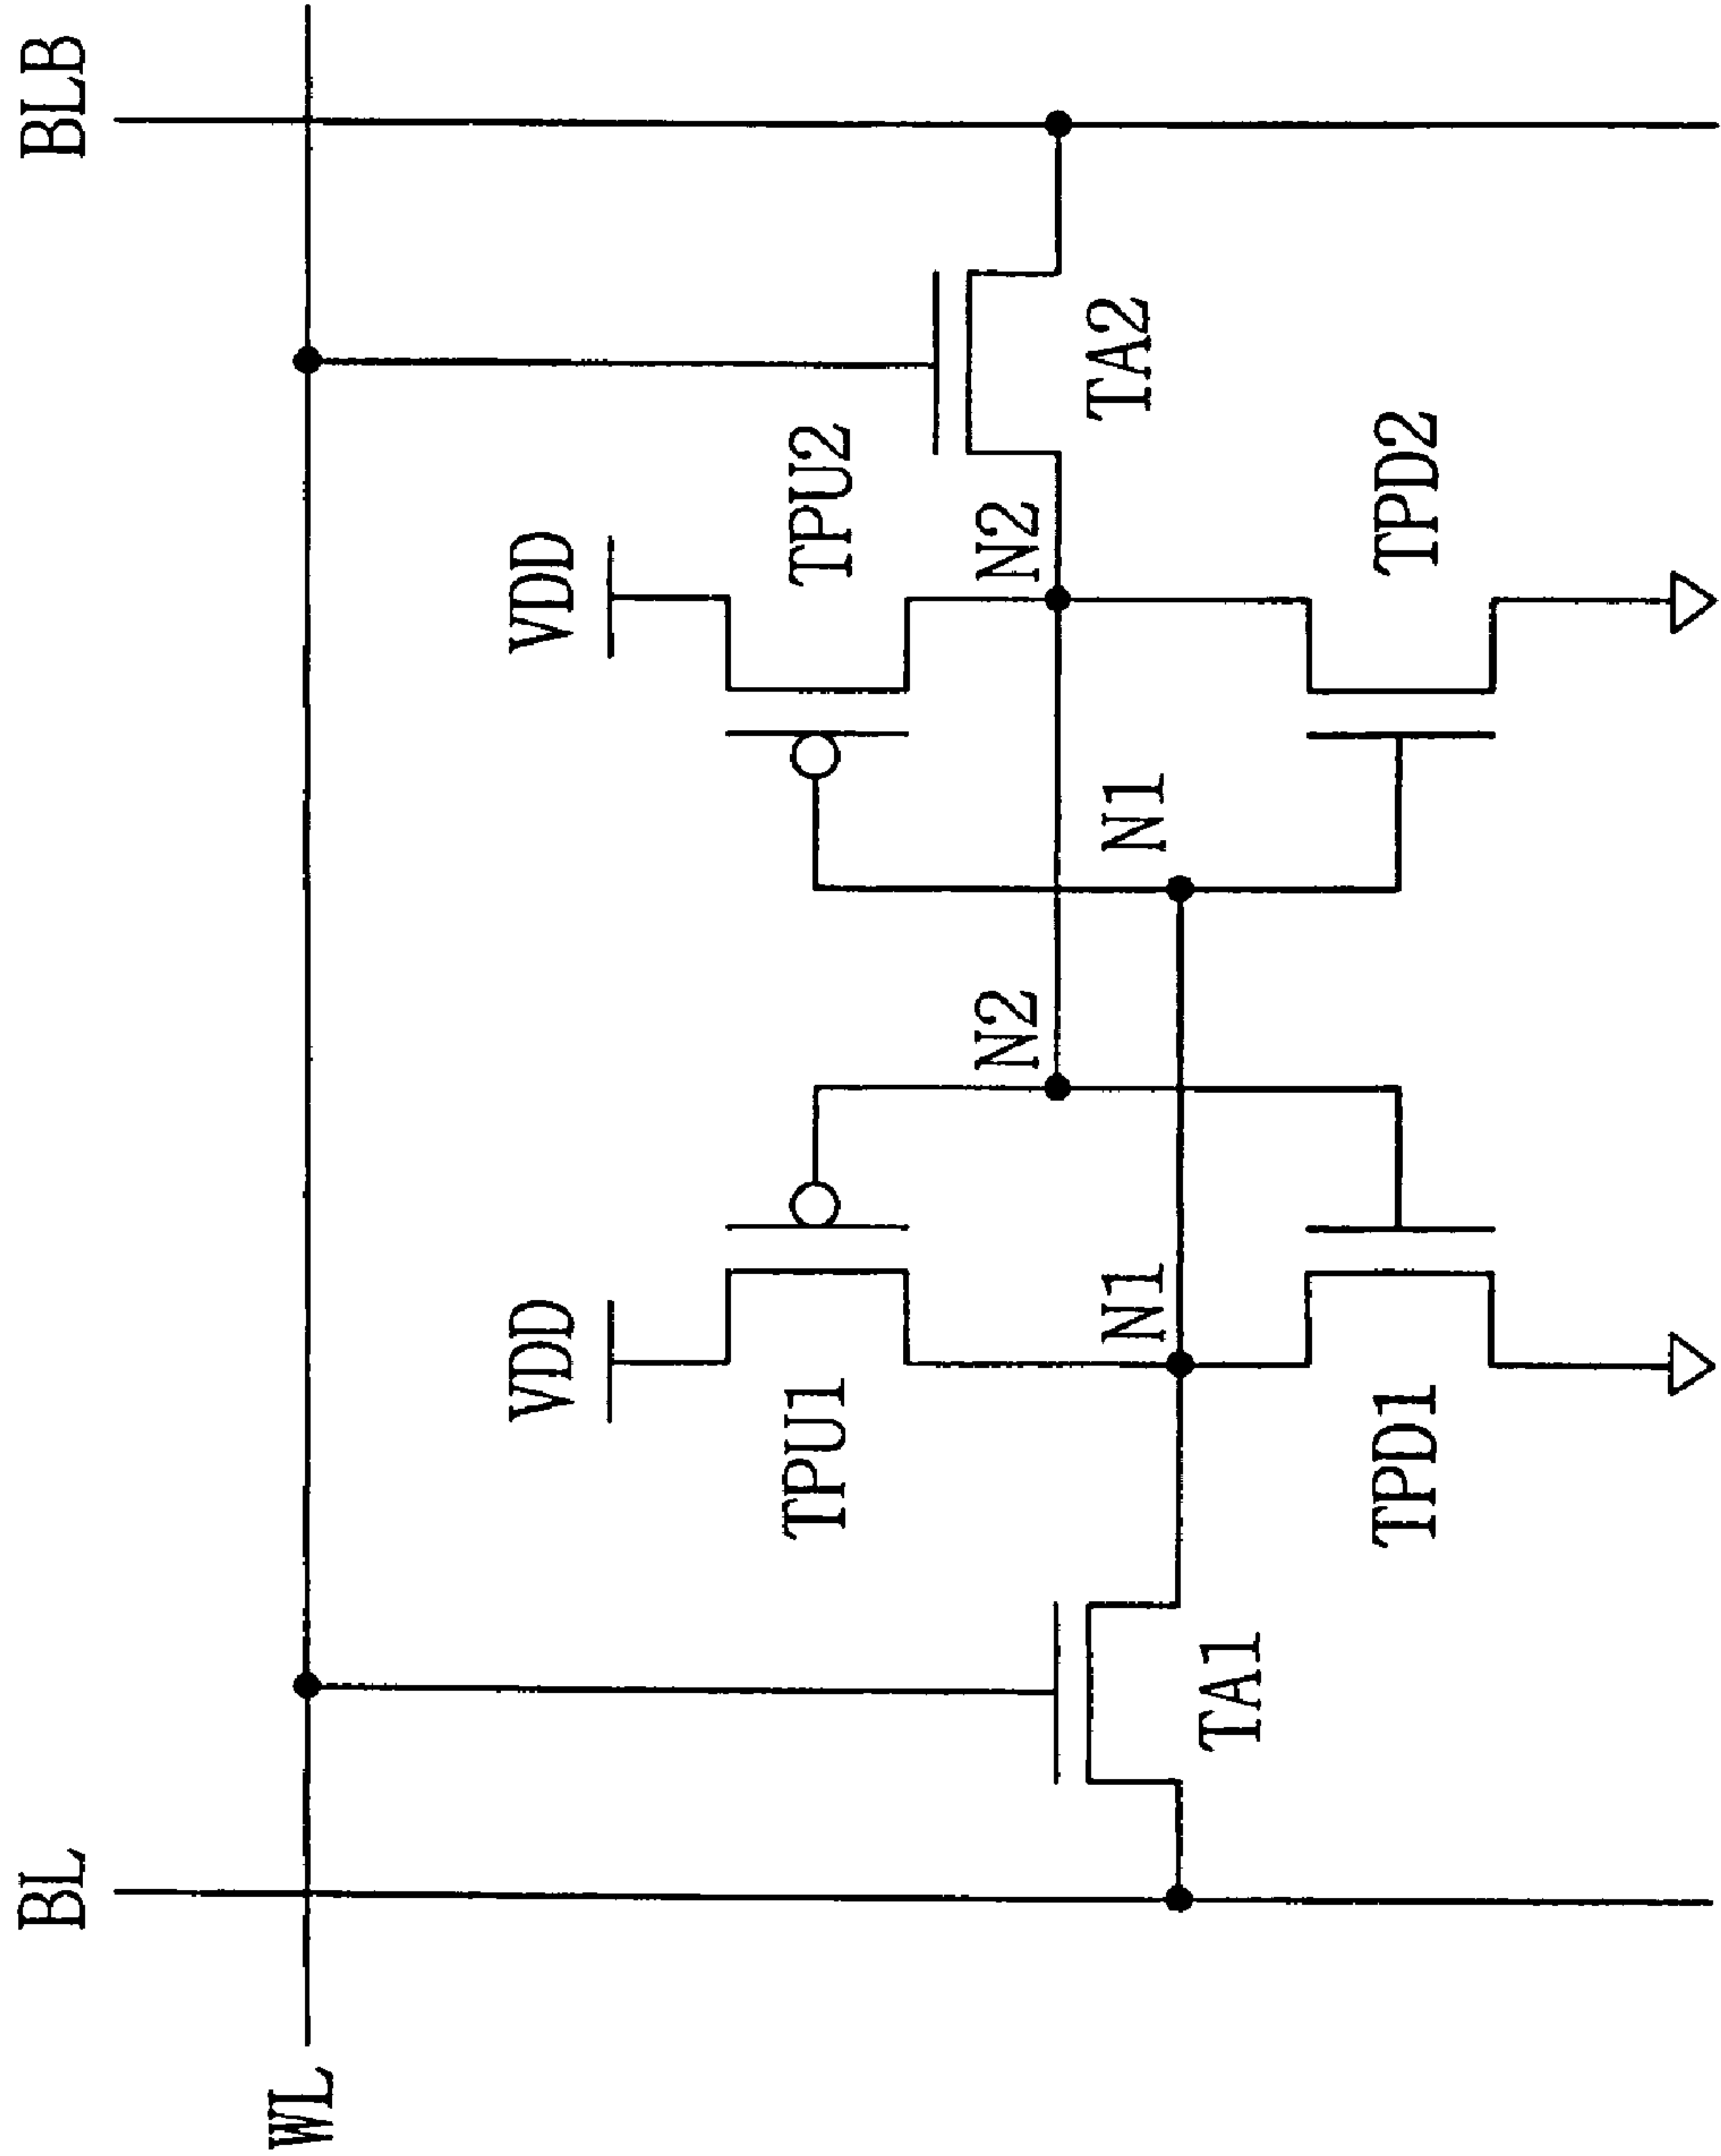 BL
BLB
WL
VDD
VDD
TPU1
TPU2
N2
N2
N1
N1
TA1
TA2
TPD1
TPD2